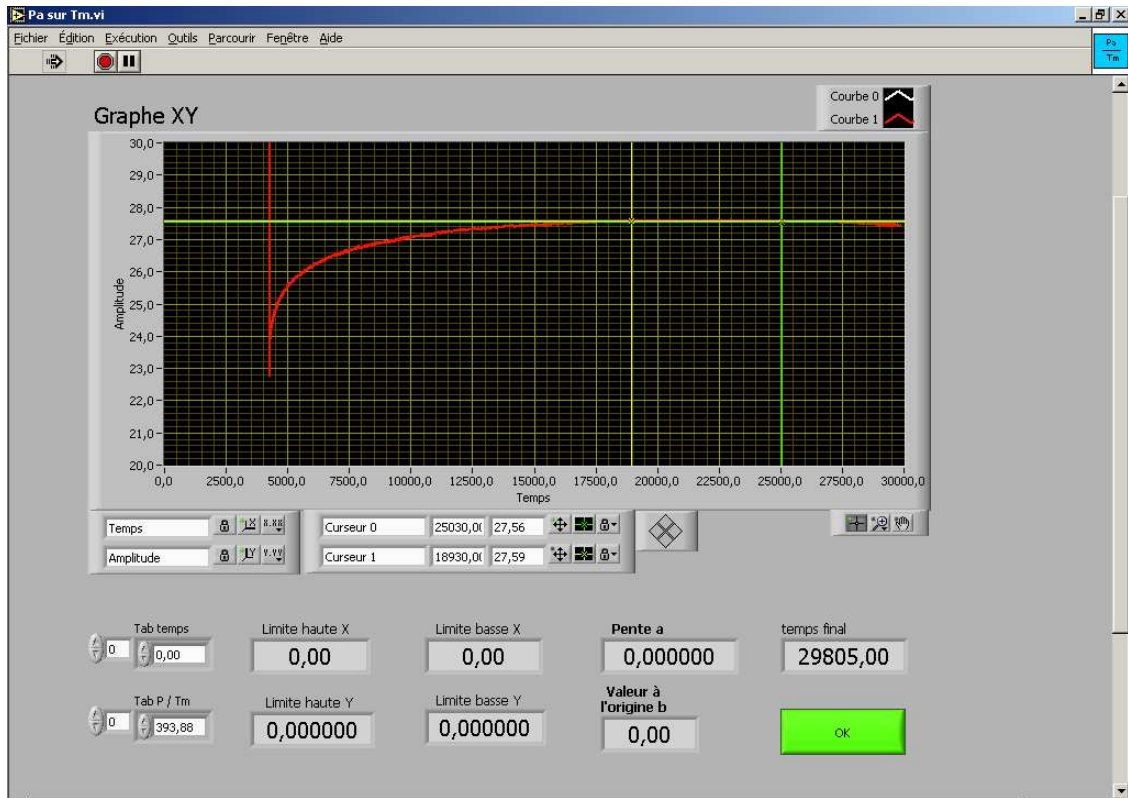 Pa sur Tm.vi
Fichier Édition Exécution Outils Parcourir Fenêtre Aide
Pa
Tm
Graphe XY
Courbe 0
Courbe 1
30,0
29,0
28,0
27,0
26,0
25,0
24,0
23,0
22,0
21,0
20,0
Amplitude
0,0 2500,0 5000,0 7500,0 10000,0 12500,0 15000,0 17500,0 20000,0 22500,0 25000,0 27500,0 30000,0
Temps
Temps X X.XX Curseur 0 25030,0( 27,56
Amplitude Y Y.YY Curseur 1 18930,0( 27,59
Tab temps Limite haute X Limite basse X Pente a temps final
0 0,00 0,00 0,00 0,000000 29805,00
Tab P / Tm Limite haute Y Limite basse Y Valeur à
l'origine b
0 393,88 0,000000 0,000000 0,00 OK